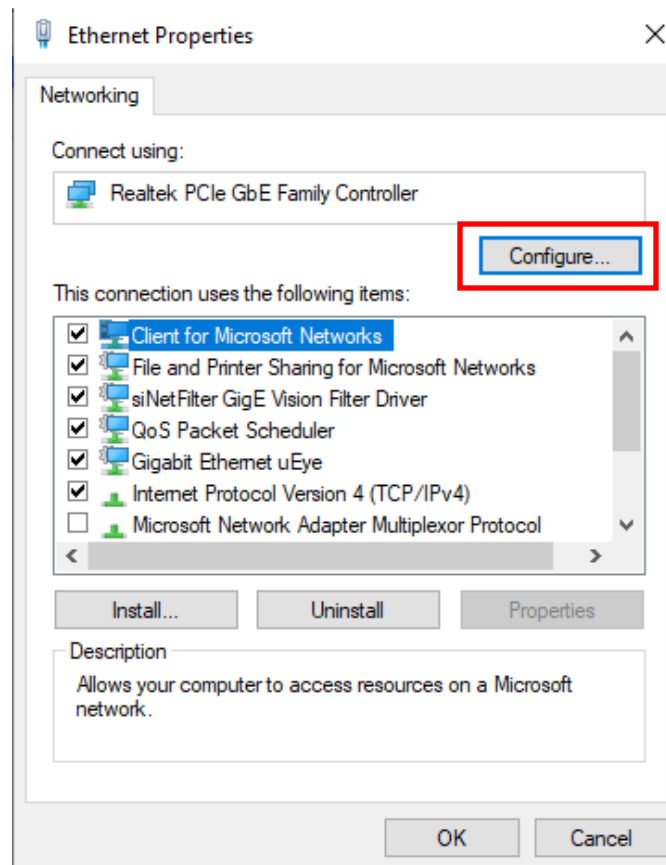 Ethernet Properties
Networking
Connect using:
Realtek PCIe GbE Family Controller
Configure...
This connection uses the following items:
Client for Microsoft Networks
File and Printer Sharing for Microsoft Networks
siNetFilter GigE Vision Filter Driver
QoS Packet Scheduler
Gigabit Ethernet uEye
Internet Protocol Version 4 (TCP/IPv4)
Microsoft Network Adapter Multiplexor Protocol
Install...
Uninstall
Properties
Description
Allows your computer to access resources on a Microsoft
network.
OK
Cancel